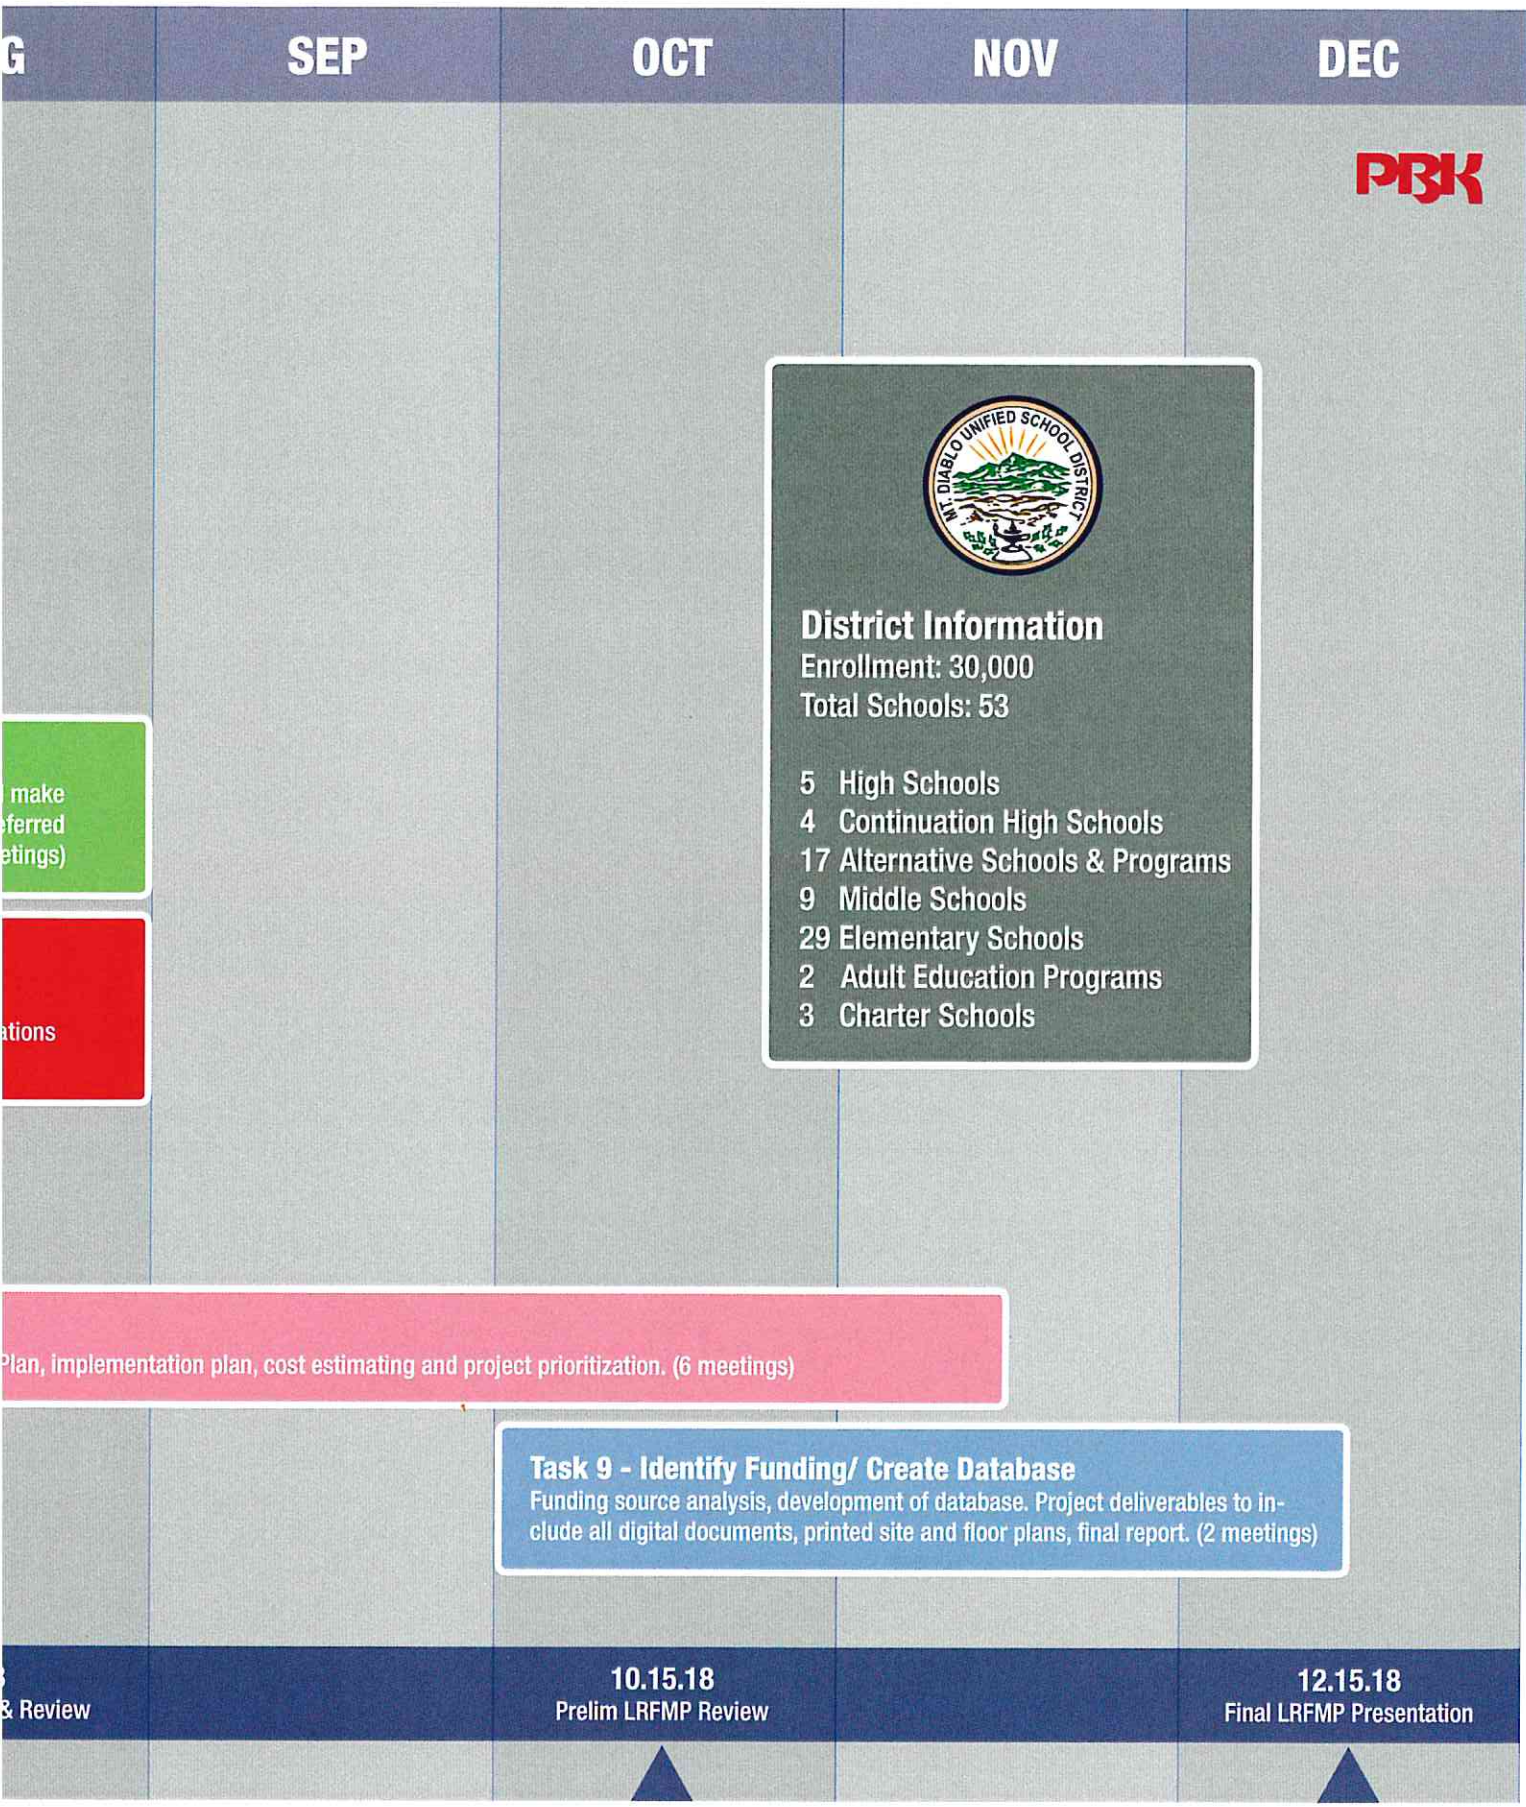 G
SEP
OCT
NOV
DEC
PBK
MT. DIABLO UNIFIED SCHOOL DISTRICT
District Information
Enrollment: 30,000
Total Schools: 53
5 High Schools
4 Continuation High Schools
17 Alternative Schools & Programs
9 Middle Schools
29 Elementary Schools
2 Adult Education Programs
3 Charter Schools
make
eferred
etings)
ations
Plan, implementation plan, cost estimating and project prioritization. (6 meetings)
Task 9 - Identify Funding/ Create Database
Funding source analysis, development of database. Project deliverables to in-
clude all digital documents, printed site and floor plans, final report. (2 meetings)
& Review
10.15.18
Prelim LRFMP Review
12.15.18
Final LRFMP Presentation